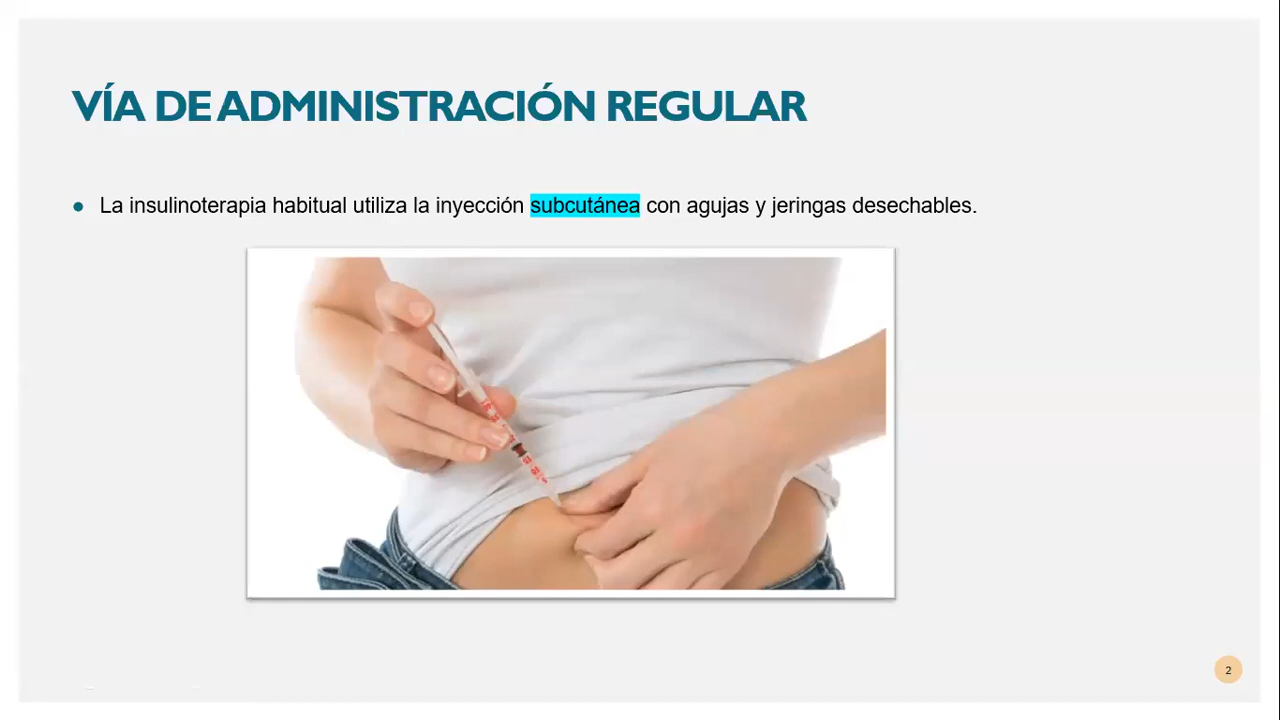 VÍA DE ADMINISTRACIÓN REGULAR
● La insulinoterapia habitual utiliza la inyección subcutánea con agujas y jeringas desechables.
2